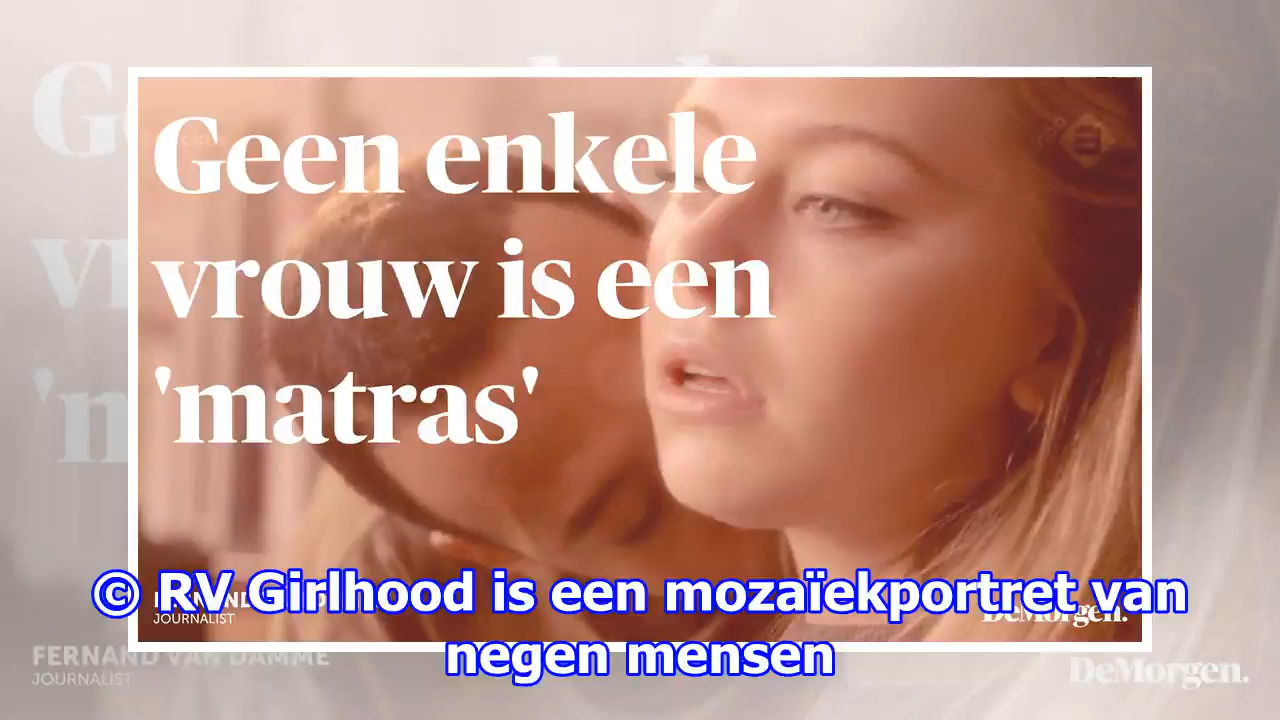 Geen enkele
vrouw is een
'matras'
© RV Girlhood is een mozaïekportret van
negen mensen
JOURNALIST
DeMorgen.
FERNAND VAN DAMME
JOURNALIST
DeMorgen.